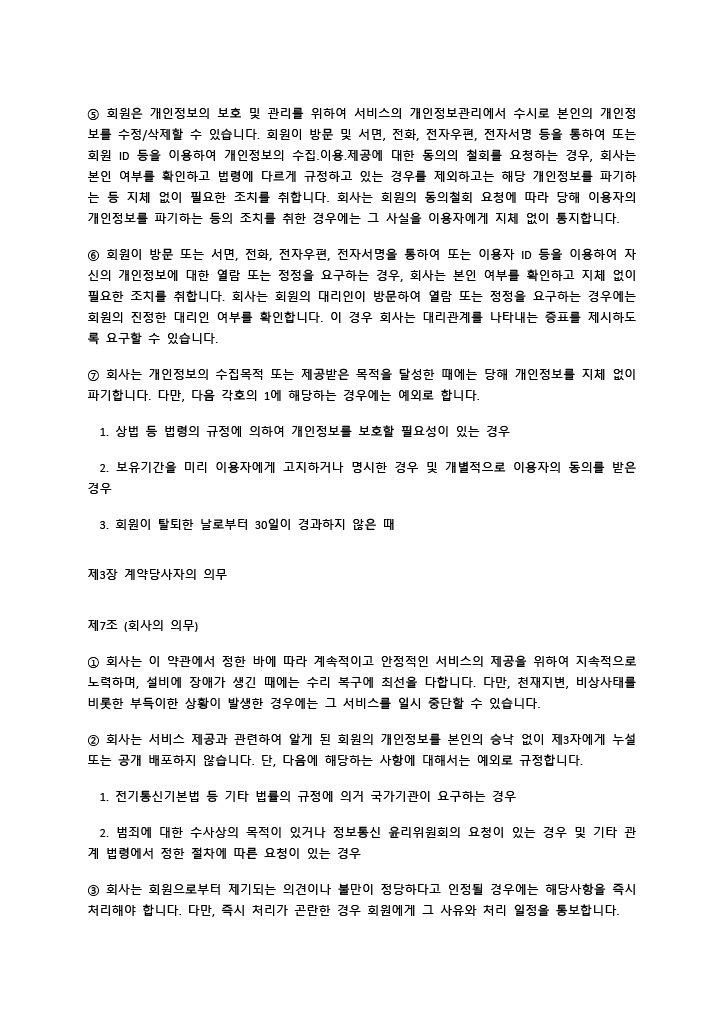 ⑤ 회원은 개인정보의 보호 및 관리를 위하여 서비스의 개인정보관리에서 수시로 본인의 개인정
보를 수정/삭제할 수 있습니다. 회원이 방문 및 서면, 전화, 전자우편, 전자서명 등을 통하여 또는
회원 ID 등을 이용하여 개인정보의 수집.이용.제공에 대한 동의의 철회를 요청하는 경우, 회사는
본인 여부를 확인하고 법령에 다르게 규정하고 있는 경우를 제외하고는 해당 개인정보를 파기하
는 등 지체 없이 필요한 조치를 취합니다. 회사는 회원의 동의철회 요청에 따라 당해 이용자의
개인정보를 파기하는 등의 조치를 취한 경우에는 그 사실을 이용자에게 지체 없이 통지합니다.
⑥ 회원이 방문 또는 서면, 전화, 전자우편, 전자서명을 통하여 또는 이용자 ID 등을 이용하여 자
신의 개인정보에 대한 열람 또는 정정을 요구하는 경우, 회사는 본인 여부를 확인하고 지체 없이
필요한 조치를 취합니다. 회사는 회원의 대리인이 방문하여 열람 또는 정정을 요구하는 경우에는
회원의 진정한 대리인 여부를 확인합니다. 이 경우 회사는 대리관계를 나타내는 증표를 제시하도
록 요구할 수 있습니다.
⑦ 회사는 개인정보의 수집목적 또는 제공받은 목적을 달성한 때에는 당해 개인정보를 지체 없이
파기합니다. 다만, 다음 각호의 1에 해당하는 경우에는 예외로 합니다.
1. 상법 등 법령의 규정에 의하여 개인정보를 보호할 필요성이 있는 경우
2. 보유기간을 미리 이용자에게 고지하거나 명시한 경우 및 개별적으로 이용자의 동의를 받은
경우
3. 회원이 탈퇴한 날로부터 30일이 경과하지 않은 때
제3장 계약당사자의 의무
제7조 (회사의 의무)
① 회사는 이 약관에서 정한 바에 따라 계속적이고 안정적인 서비스의 제공을 위하여 지속적으로
노력하며, 설비에 장애가 생긴 때에는 수리 복구에 최선을 다합니다. 다만, 천재지변, 비상사태를
비롯한 부득이한 상황이 발생한 경우에는 그 서비스를 일시 중단할 수 있습니다.
② 회사는 서비스 제공과 관련하여 알게 된 회원의 개인정보를 본인의 승낙 없이 제3자에게 누설
또는 공개 배포하지 않습니다. 단, 다음에 해당하는 사항에 대해서는 예외로 규정합니다.
1. 전기통신기본법 등 기타 법률의 규정에 의거 국가기관이 요구하는 경우
2. 범죄에 대한 수사상의 목적이 있거나 정보통신 윤리위원회의 요청이 있는 경우 및 기타 관
계 법령에서 정한 절차에 따른 요청이 있는 경우
③ 회사는 회원으로부터 제기되는 의견이나 불만이 정당하다고 인정될 경우에는 해당사항을 즉시
처리해야 합니다. 다만, 즉시 처리가 곤란한 경우 회원에게 그 사유와 처리 일정을 통보합니다.